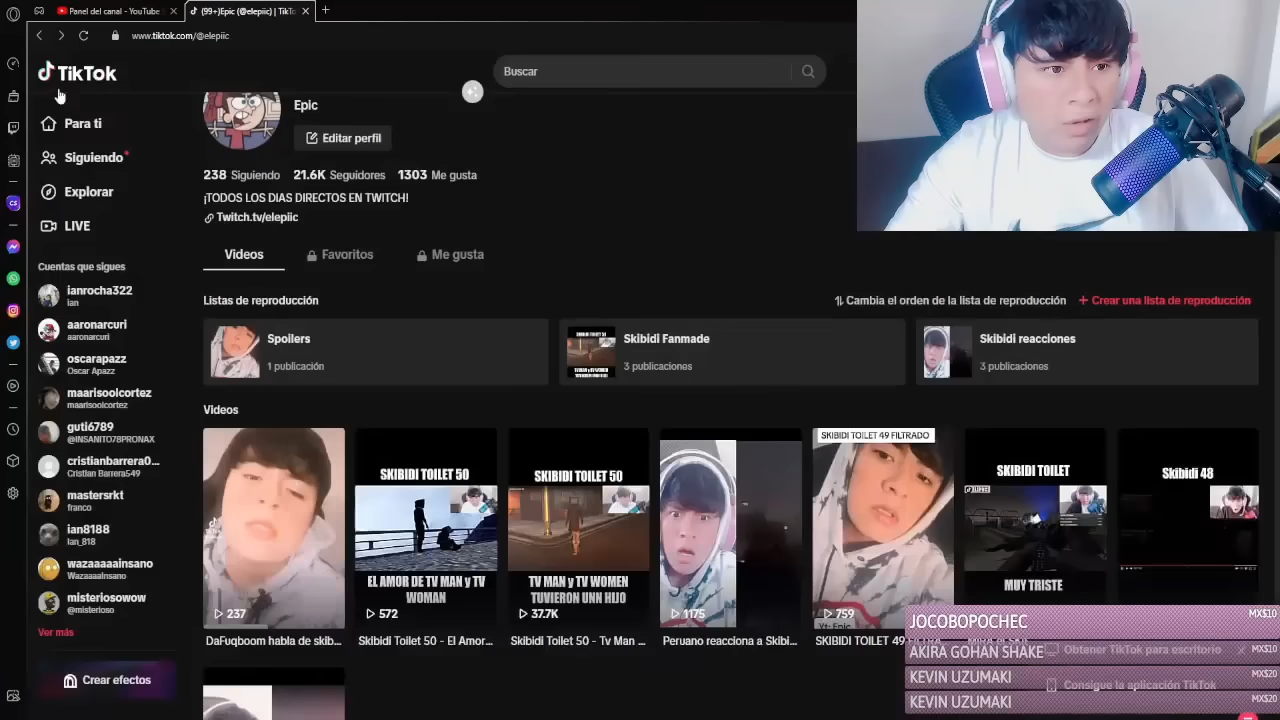 Panel del canal - YouTube
(99+)Epic (@elepiic) | TikTo
www.tiktok.com/@elepiic
TikTok
Buscar
Para ti
Siguiendo
Explorar
LIVE
Cuentas que sigues
ianrocha322
ian
aaronarcuri
aaronarcuri
oscarapazz
Oscar Apazz
maarisoolcortez
maarisoolcortez
guti6789
@INSANITO78PRONAX
cristianbarrera0...
Cristian Barrera549
mastersrkt
franco
ian8188
Ian_818
wazaaaainsano
WazaaaaInsano
misteriosowow
@misterioso
Ver más
Crear efectos
Epic
Editar perfil
238 Siguiendo 21.6K Seguidores 1303 Me gusta
¡TODOS LOS DIAS DIRECTOS EN TWITCH!
Twitch.tv/elepiic
Videos Favoritos Me gusta
Listas de reproducción
Cambia el orden de la lista de reproducción
+ Crear una lista de reproducción
Spoilers
1 publicación
Skibidi Fanmade
3 publicaciones
Skibidi reacciones
3 publicaciones
Videos
237
DaFuqboom habla de skib...
SKIBIDI TOILET 50
EL AMOR DE TV MAN y TV
WOMAN
572
Skibidi Toilet 50 - El Amor...
SKIBIDI TOILET 50
TV MAN y TV WOMEN
TUVIERON UNN HIJO
37.7K
Skibidi Toilet 50 - Tv Man ...
1175
Peruano reacciona a Skibi...
SKIBIDI TOILET 49 FILTRADO
759
Yt: Epic
SKIBIDI TOILET 49
SKIBIDI TOILET
MUY TRISTE
Skibidi 48
JOCOBOPOCHEC MX$10
AKIRA GOHAN SHAKE MX$10
Obtener TikTok para escritorio
KEVIN UZUMAKI MX$20
Consigue la aplicación TikTok
KEVIN UZUMAKI MX$20